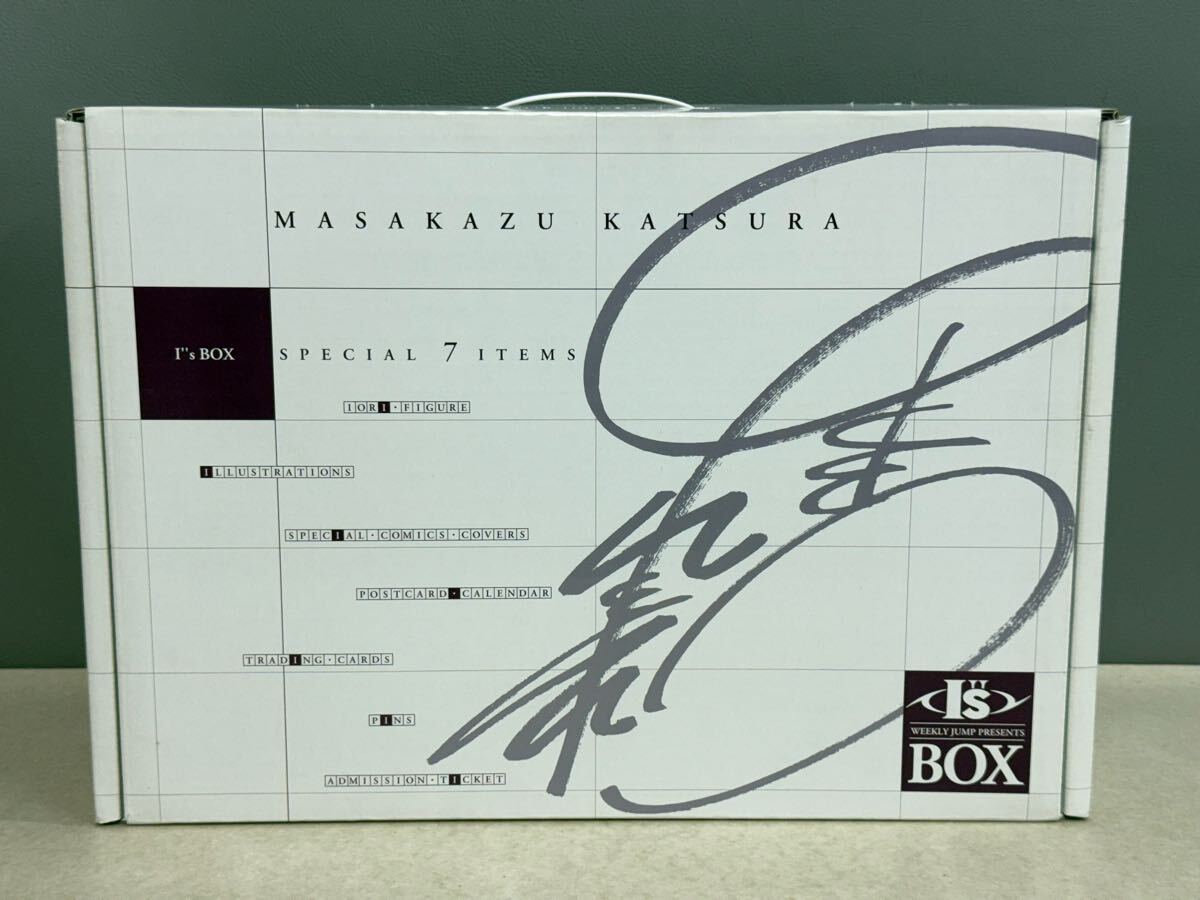 MASAKAZU KATSURA
I"s BOX
SPECIAL 7 ITEMS
IORI・FIGURE
ILLUSTRATIONS
SPECIAL・COMICS・COVERS
POSTCARD・CALENDAR
TRADING・CARDS
PINS
ADMISSION・TICKET
I"s
WEEKLY JUMP PRESENTS
BOX